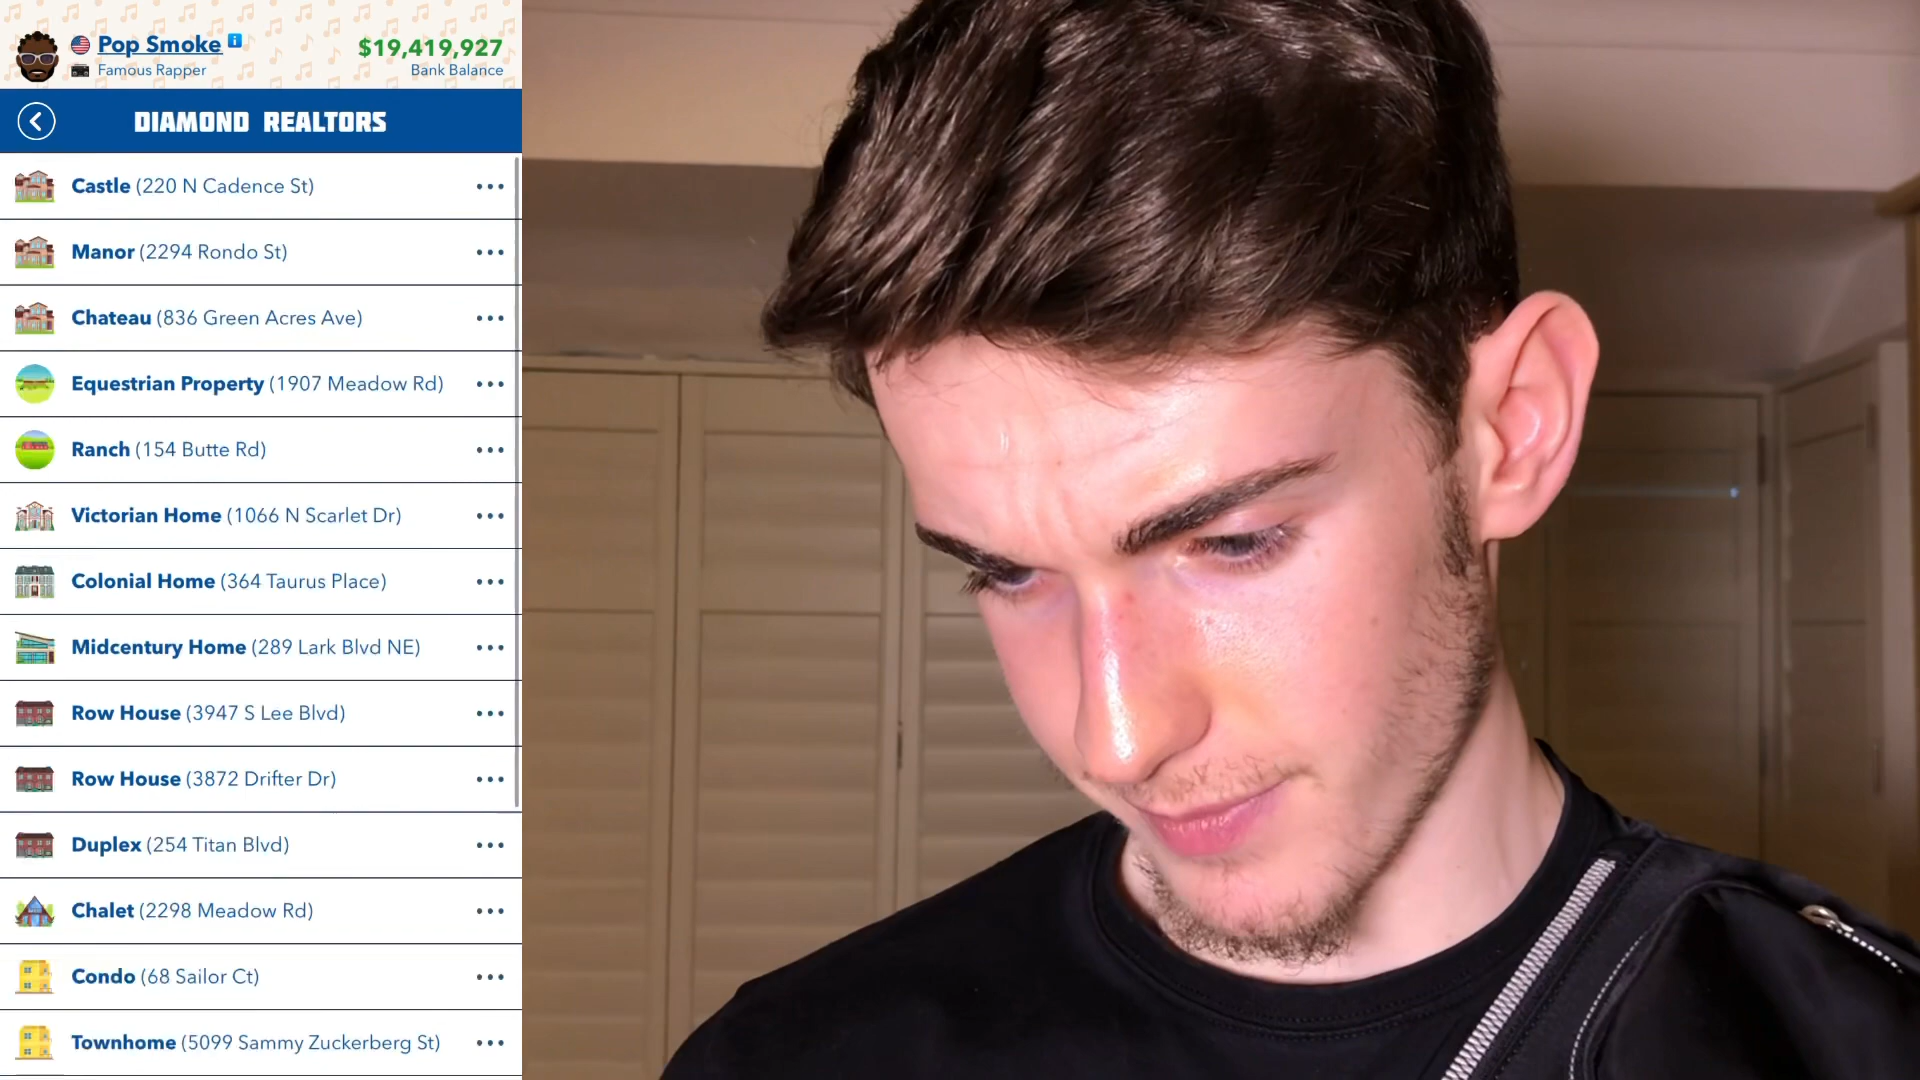 Pop Smoke
Famous Rapper
$19,419,927
Bank Balance
DIAMOND REALTORS
Castle (220 N Cadence St)
Manor (2294 Rondo St)
Chateau (836 Green Acres Ave)
Equestrian Property (1907 Meadow Rd)
Ranch (154 Butte Rd)
Victorian Home (1066 N Scarlet Dr)
Colonial Home (364 Taurus Place)
Midcentury Home (289 Lark Blvd NE)
Row House (3947 S Lee Blvd)
Row House (3872 Drifter Dr)
Duplex (254 Titan Blvd)
Chalet (2298 Meadow Rd)
Condo (68 Sailor Ct)
Townhome (5099 Sammy Zuckerberg St)